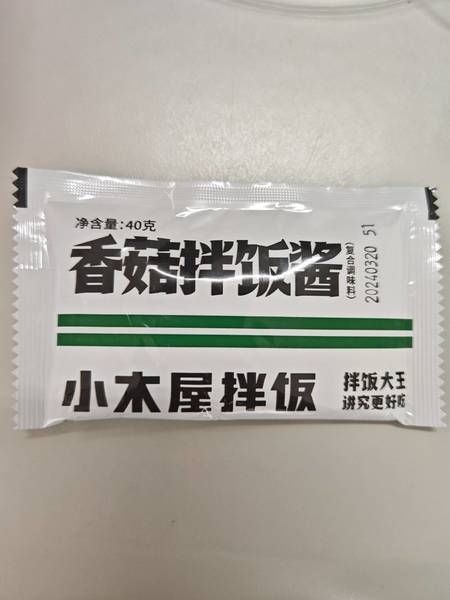 净含量:40克
香菇拌饭酱
(复合调味料)
20240320 51
小木屋拌饭
拌饭大王
讲究更好吃